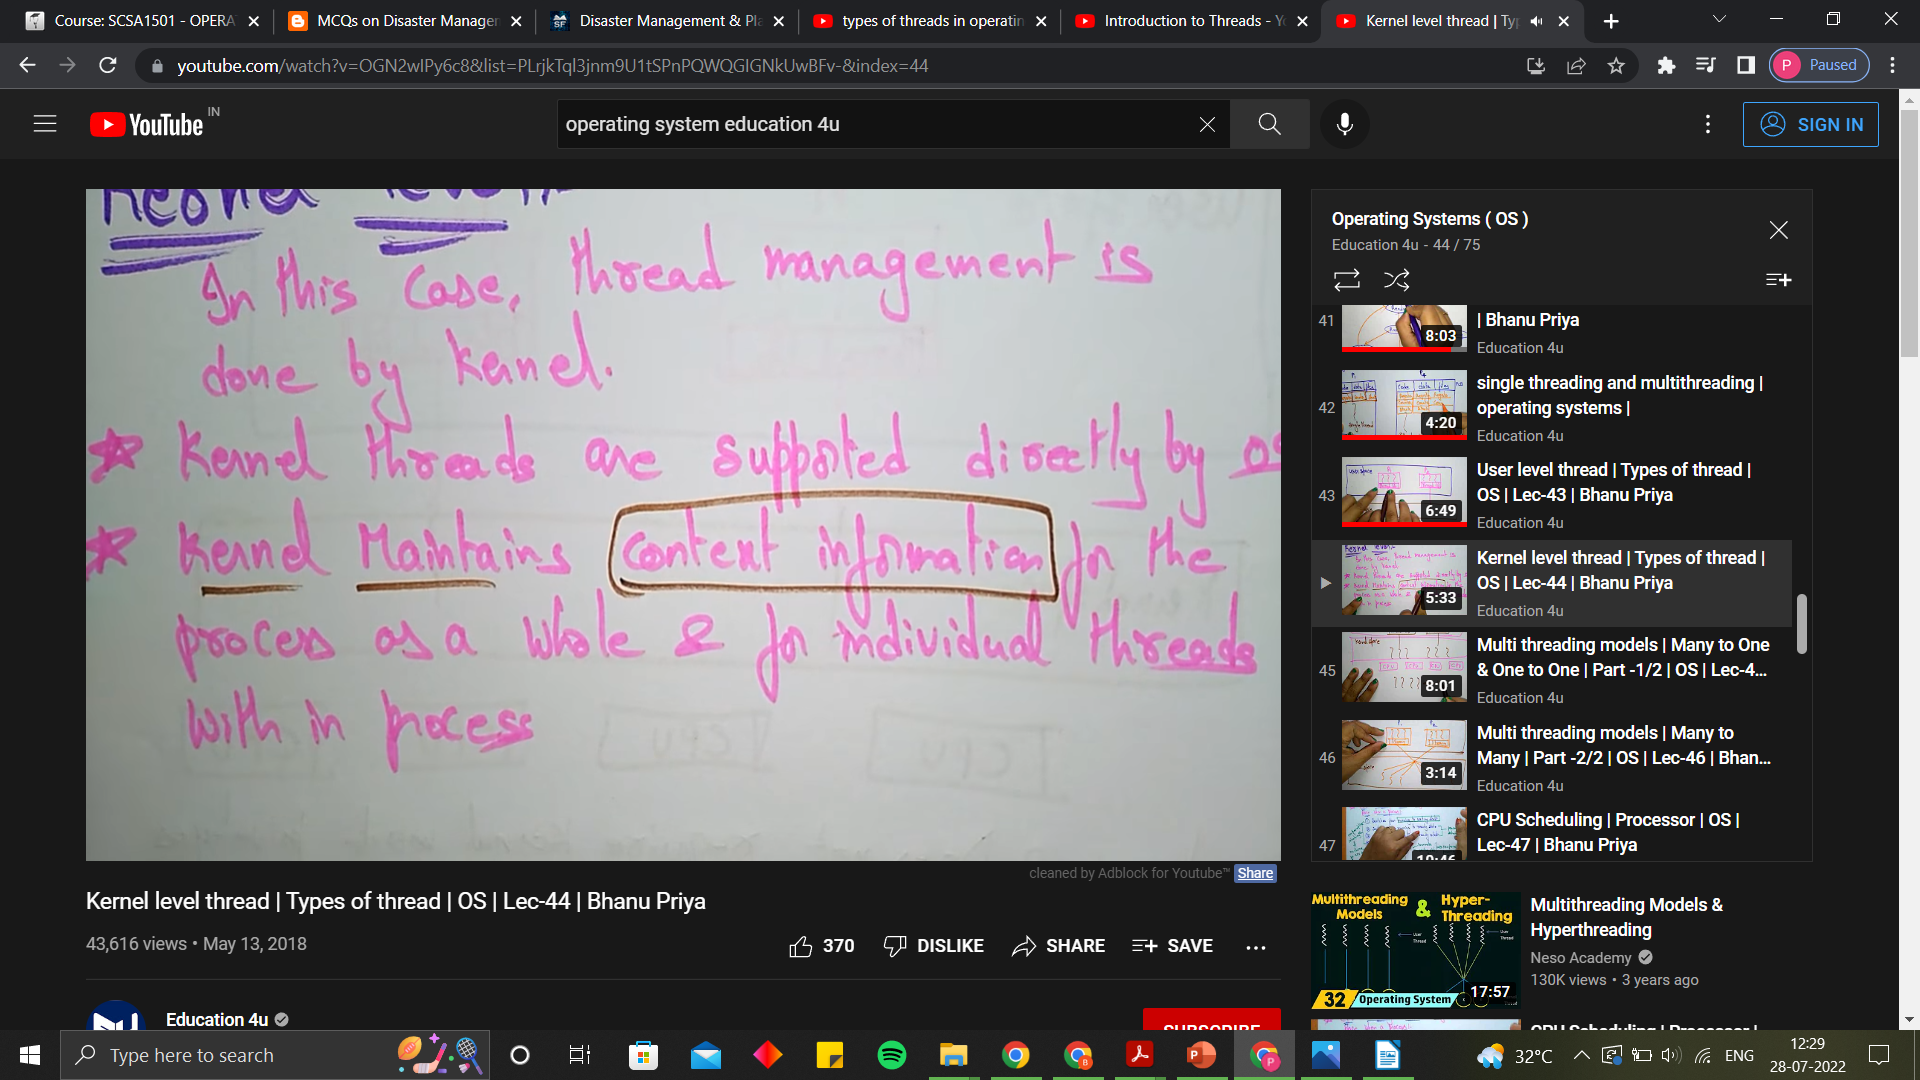 Course: SCSA1501 - OPERA
MCQs on Disaster Managen
Disaster Management & Pla
types of threads in operatin
Introduction to Threads - Yo
Kernel level thread | Typ
youtube.com/watch?v=OGN2wIPy6c8&list=PLrjkTql3jnm9U1tSPnPQWQGIGNkUwBFv-&index=44
P Paused
YouTube IN
operating system education 4u
SIGN IN
Kernel level:
In this case, thread management is
done by Kernel.
Kernel threads are supported directly by OS
Kernel Maintains context information for the
process as a whole & for individual threads
with in process
cleaned by Adblock for Youtube™ Share
Kernel level thread | Types of thread | OS | Lec-44 | Bhanu Priya
43,616 views • May 13, 2018
370 DISLIKE SHARE SAVE ...
Education 4u
SUBSCRIBE
Operating Systems ( OS )
Education 4u - 44 / 75
41
8:03
| Bhanu Priya
Education 4u
42
4:20
single threading and multithreading |
operating systems |
Education 4u
43
6:49
User level thread | Types of thread |
OS | Lec-43 | Bhanu Priya
Education 4u
5:33
Kernel level thread | Types of thread |
OS | Lec-44 | Bhanu Priya
Education 4u
45
8:01
Multi threading models | Many to One
& One to One | Part -1/2 | OS | Lec-4...
Education 4u
46
3:14
Multi threading models | Many to
Many | Part -2/2 | OS | Lec-46 | Bhan...
Education 4u
47
10:46
CPU Scheduling | Processor | OS |
Lec-47 | Bhanu Priya
Multithreading Models & Hyper-Threading
32 Operating System
17:57
Multithreading Models &
Hyperthreading
Neso Academy
130K views • 3 years ago
CPU Scheduling | Processor |
Type here to search
32°C
ENG
12:29
28-07-2022